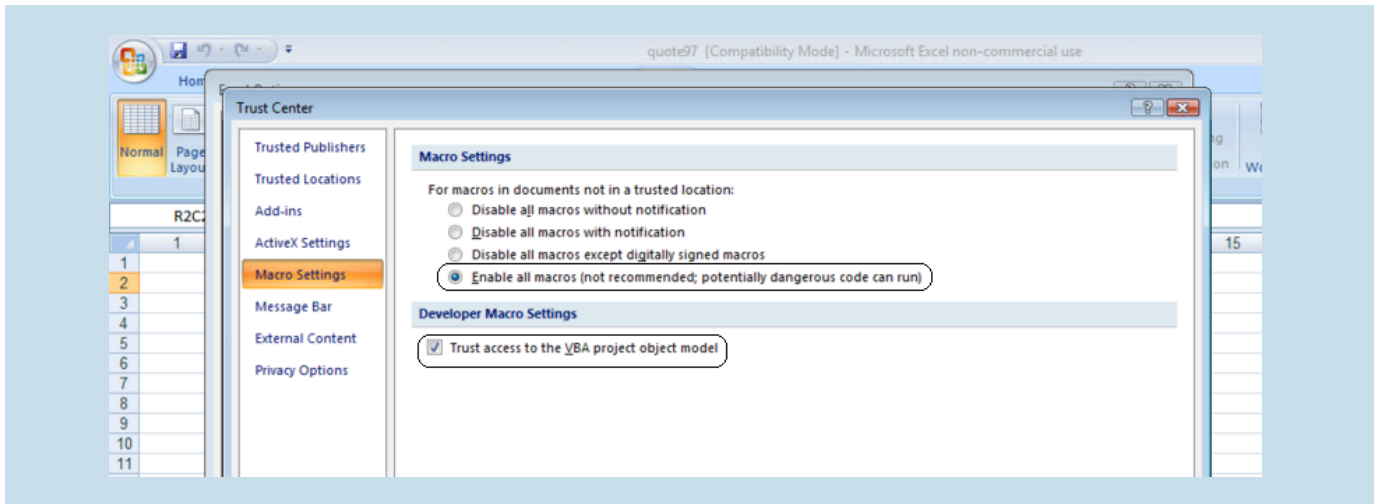 quote97 [Compatibility Mode] - Microsoft Excel non-commercial use
Trust Center
Normal
Page
Trusted Publishers
Trusted Locations
Add-ins
ActiveX Settings
Macro Settings
Message Bar
External Content
Privacy Options
Macro Settings
For macros in documents not in a trusted location:
Disable all macros without notification
Disable all macros with notification
Disable all macros except digitally signed macros
Enable all macros (not recommended; potentially dangerous code can run)
Developer Macro Settings
Trust access to the VBA project object model
1
15
1
2
3
4
5
6
7
8
9
10
11